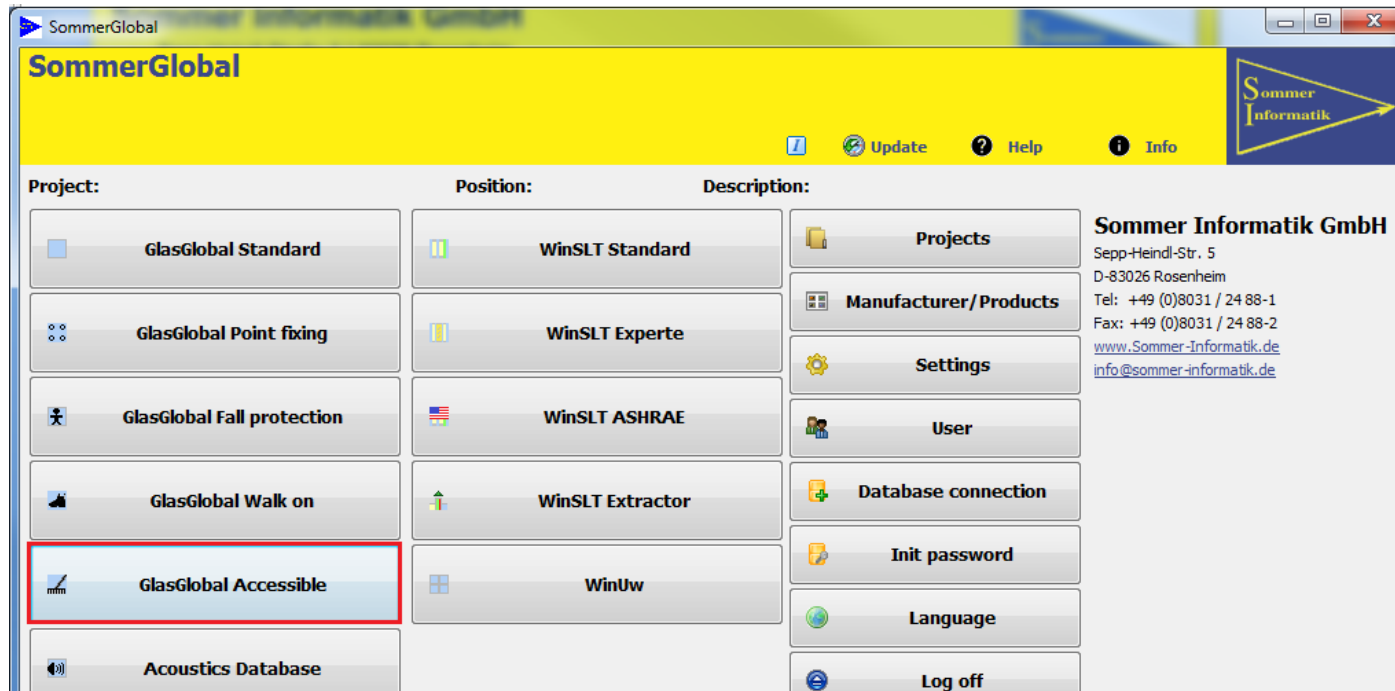 Sommer Informatik GmbH
SommerGlobal
SommerGlobal
Sommer
Informatik
I Update ? Help i Info
Project: Position: Description:
GlasGlobal Standard
GlasGlobal Point fixing
GlasGlobal Fall protection
GlasGlobal Walk on
GlasGlobal Accessible
Acoustics Database
WinSLT Standard
WinSLT Experte
WinSLT ASHRAE
WinSLT Extractor
WinUw
Projects
Manufacturer/Products
Settings
User
Database connection
Init password
Language
Log off
Sommer Informatik GmbH
Sepp-Heindl-Str. 5
D-83026 Rosenheim
Tel: +49 (0)8031 / 24 88-1
Fax: +49 (0)8031 / 24 88-2
www.Sommer-Informatik.de
info@sommer-informatik.de